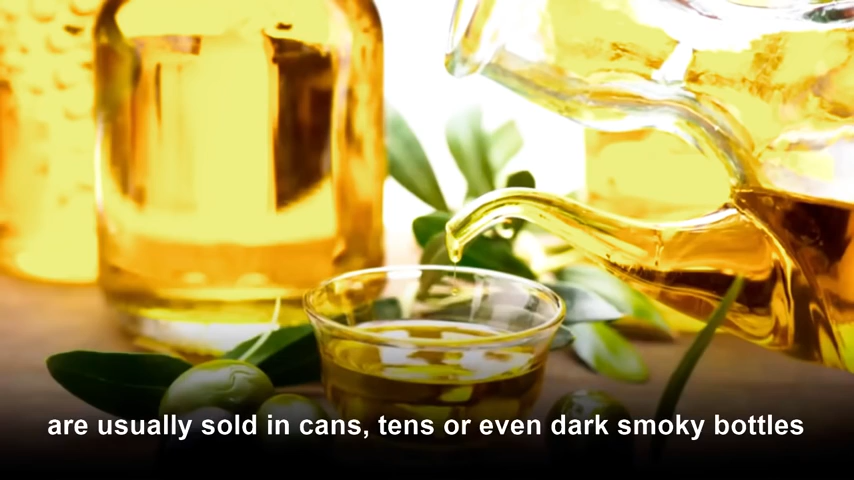 are usually sold in cans, tens or even dark smoky bottles